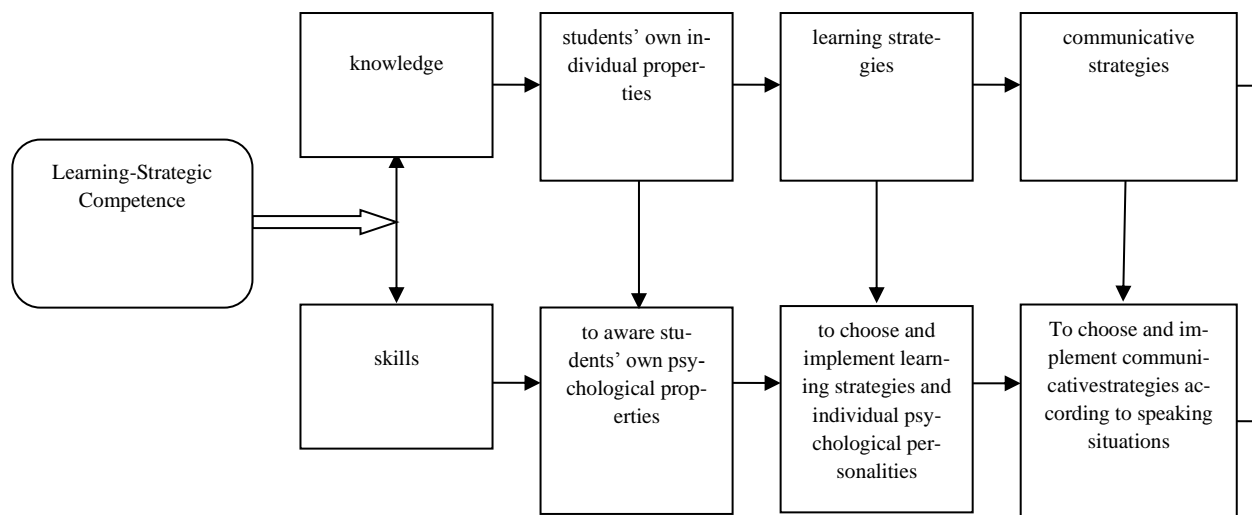 knowledge
students’ own in-
dividual proper-
ties
learning strate-
gies
communicative
strategies
Learning-Strategic
Competence
skills
to aware stu-
dents’ own psy-
chological prop-
erties
to choose and
implement learn-
ing strategies and
individual psy-
chological per-
sonalities
To choose and im-
plement communi-
cativestrategies ac-
cording to speaking
situations